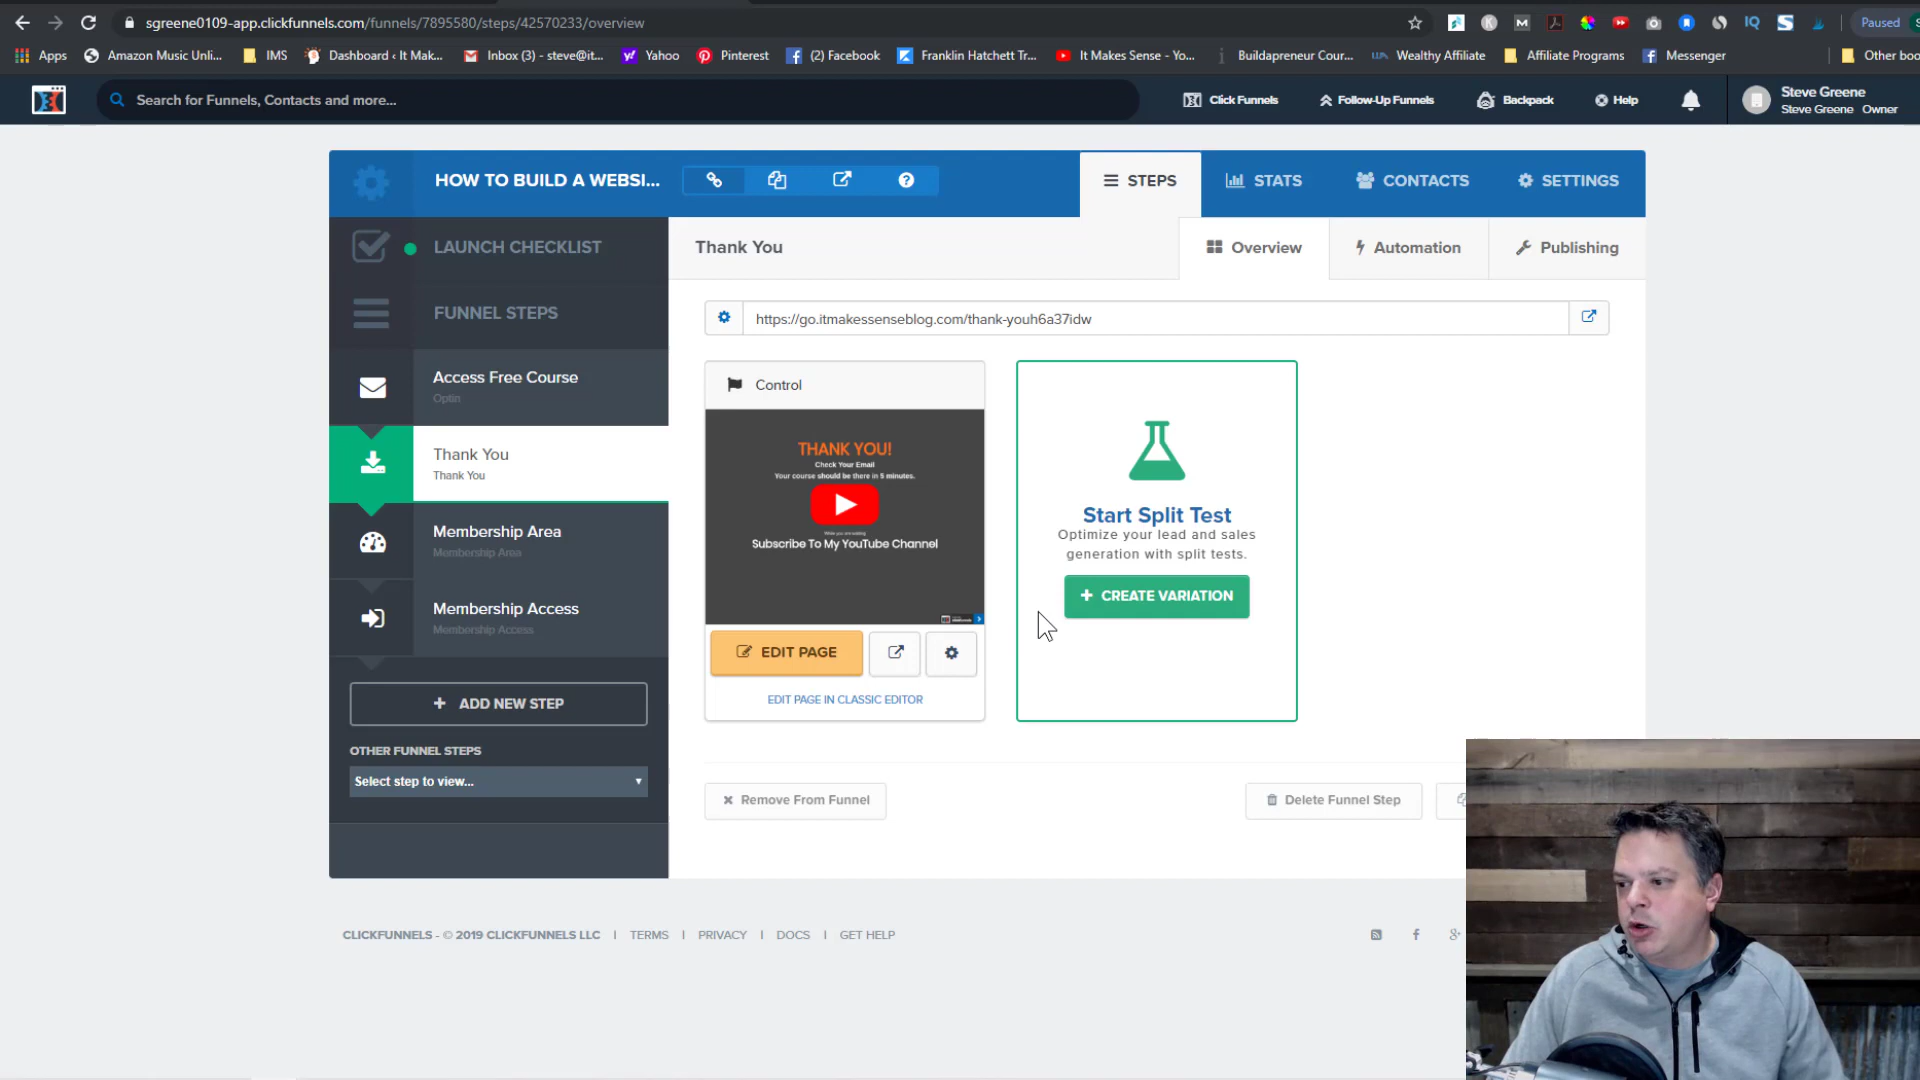 sgreene0109-app.clickfunnels.com/funnels/7895580/steps/42570233/overview
Paused
Apps
Amazon Music Unli...
IMS
Dashboard ‹ It Mak...
Inbox (3) - steve@it...
Yahoo
Pinterest
(2) Facebook
Franklin Hatchett Tr...
It Makes Sense - Yo...
Buildapreneur Cour...
Wealthy Affiliate
Affiliate Programs
Messenger
Other boo
Search for Funnels, Contacts and more...
Click Funnels
Follow-Up Funnels
Backpack
Help
Steve Greene
Steve Greene Owner
HOW TO BUILD A WEBSI...
STEPS
STATS
CONTACTS
SETTINGS
LAUNCH CHECKLIST
Thank You
Overview
Automation
Publishing
FUNNEL STEPS
https://go.itmakessenseblog.com/thank-youh6a37idw
Access Free Course
Optin
Control
Thank You
Thank You
THANK YOU!
Check Your Email
Your course should be there in 5 minutes.
Subscribe To My YouTube Channel
Start Split Test
Optimize your lead and sales
generation with split tests.
+ CREATE VARIATION
Membership Area
Membership Area
Membership Access
Membership Access
EDIT PAGE
EDIT PAGE IN CLASSIC EDITOR
+ ADD NEW STEP
OTHER FUNNEL STEPS
Select step to view...
Remove From Funnel
Delete Funnel Step
CLICKFUNNELS - © 2019 CLICKFUNNELS LLC | TERMS | PRIVACY | DOCS | GET HELP